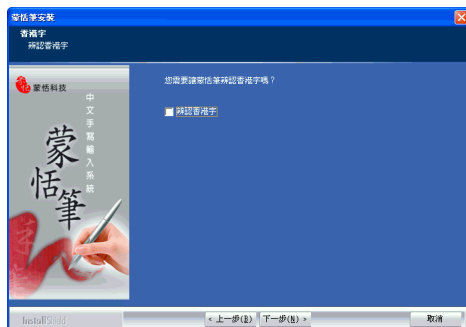 蒙恬筆安裝
香港字
辨認香港字
蒙恬科技
中文手寫輸入系統
蒙恬筆
您需要讓蒙恬筆辨認香港字嗎？
辨認香港字
InstallShield
< 上一步(B)
下一步(N) >
取消